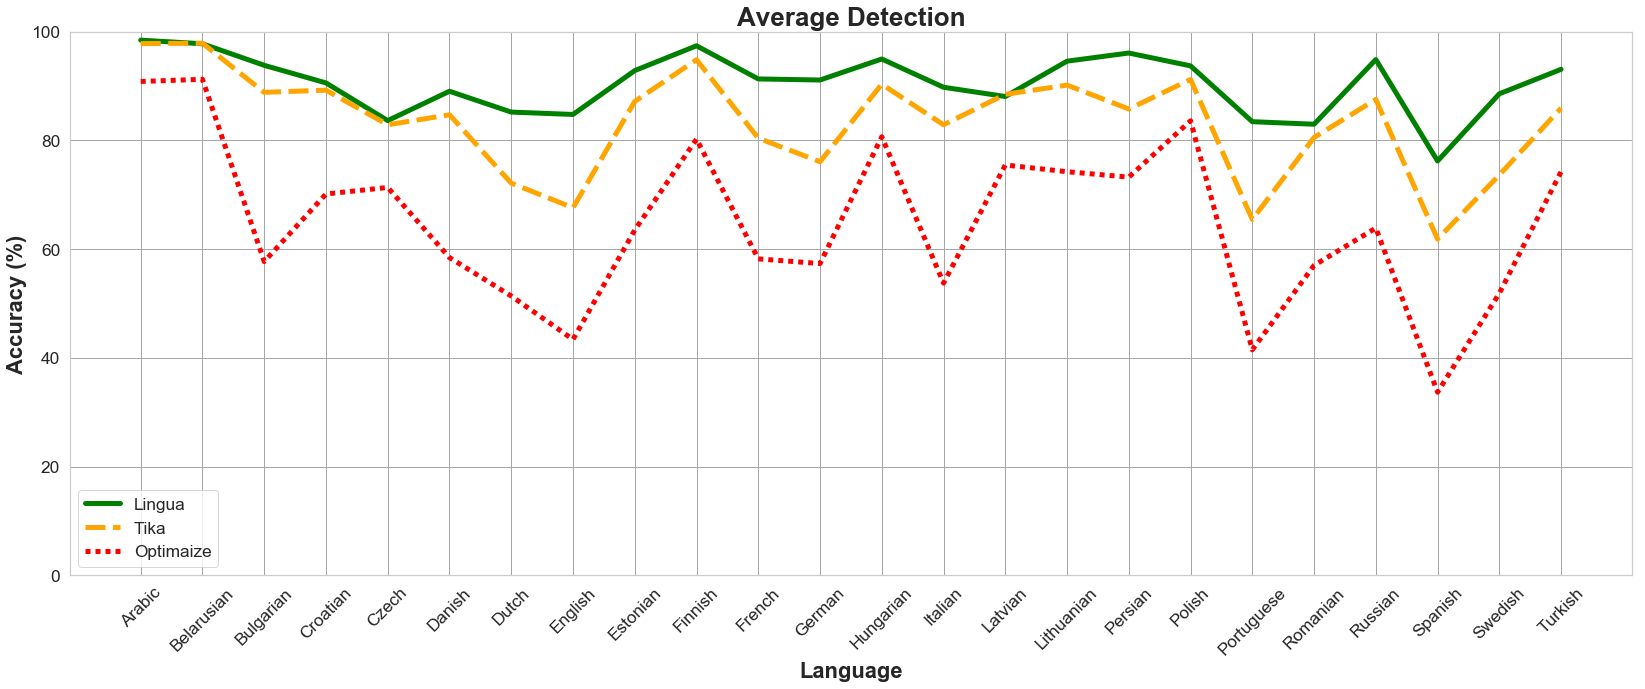 Average Detection
Accuracy (%)
100
80
60
40
20
0
Lingua
Tika
Optimaize
Arabic
Belarusian
Bulgarian
Croatian
Czech
Danish
Dutch
English
Estonian
Finnish
French
German
Hungarian
Italian
Latvian
Lithuanian
Persian
Polish
Portuguese
Romanian
Russian
Spanish
Swedish
Turkish
Language